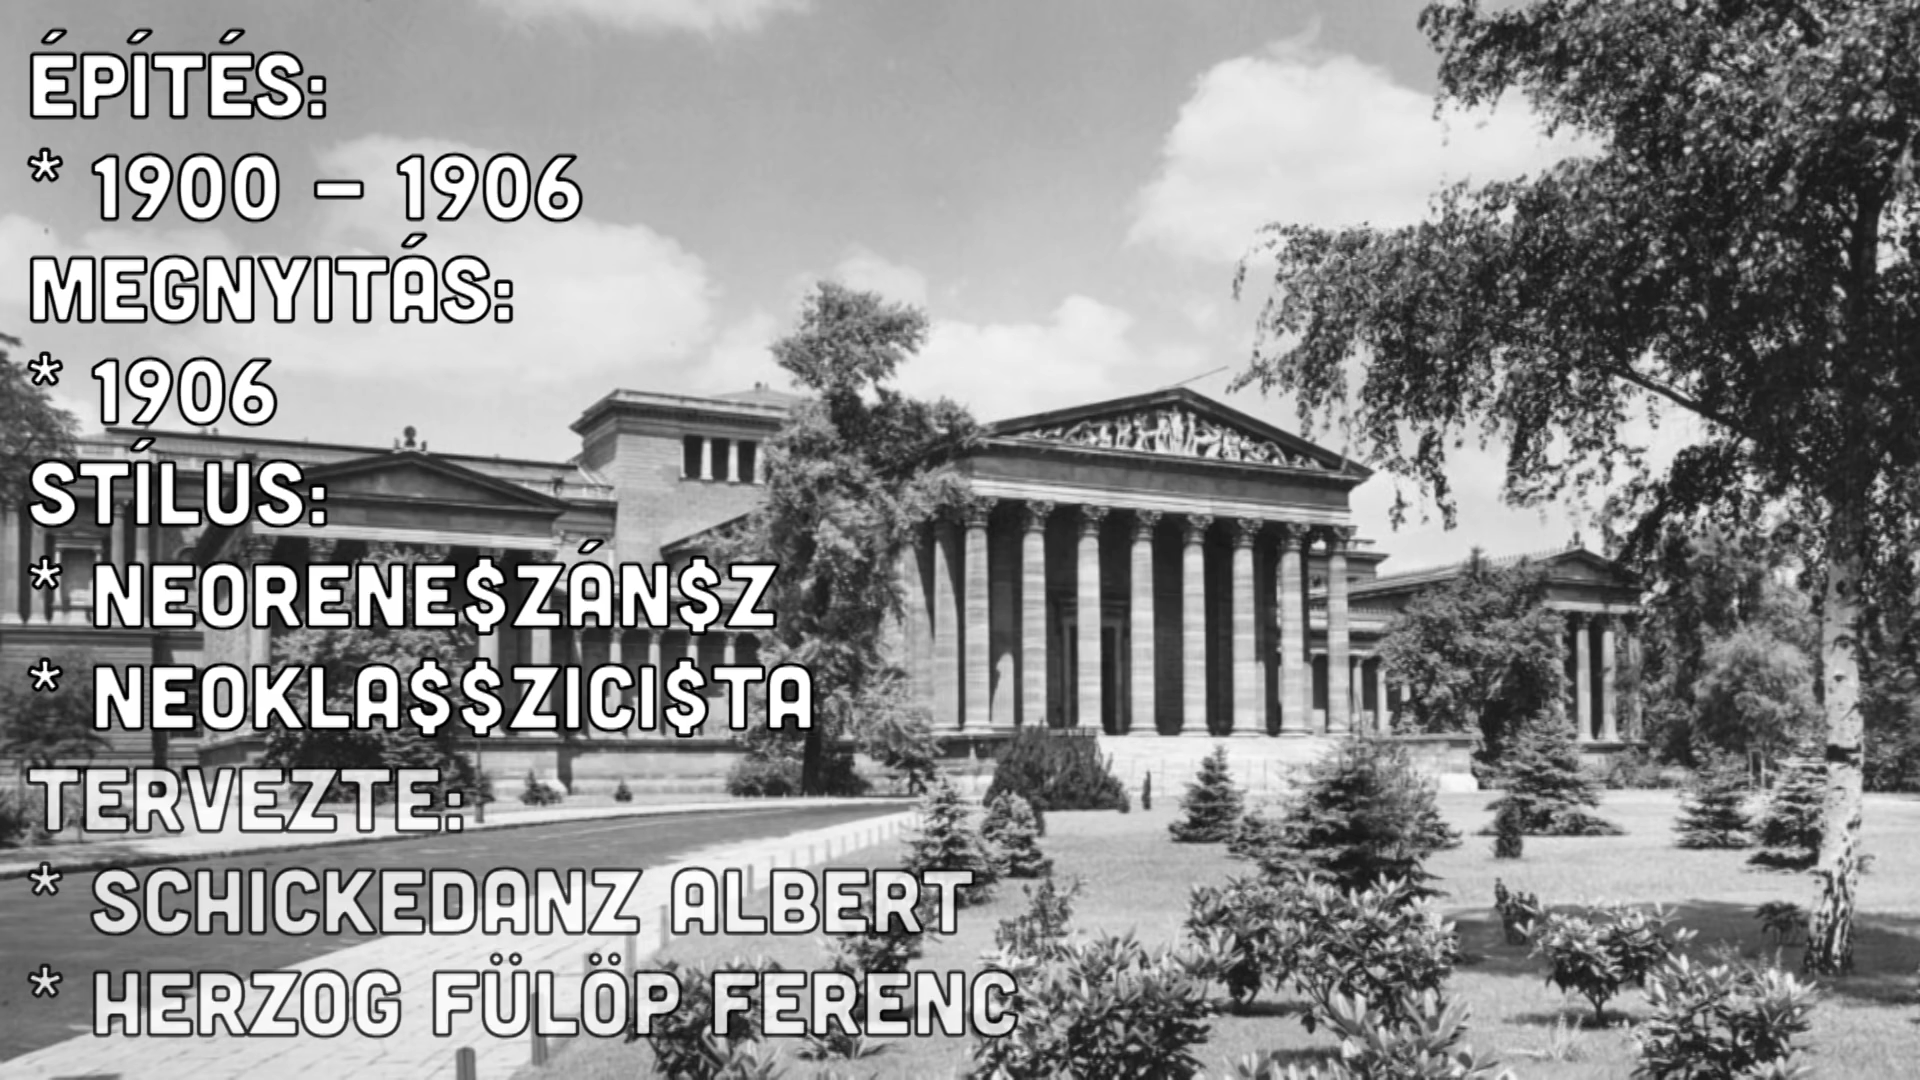 ÉPÍTÉS:
* 1900 – 1906
MEGNYITÁS:
* 1906
STÍLUS:
* NEORENE$ZÁN$Z
* NEOKLA$$ZICI$TA
TERVEZTE:
* SCHICKEDANZ ALBERT
* HERZOG FÜLÖP FERENC